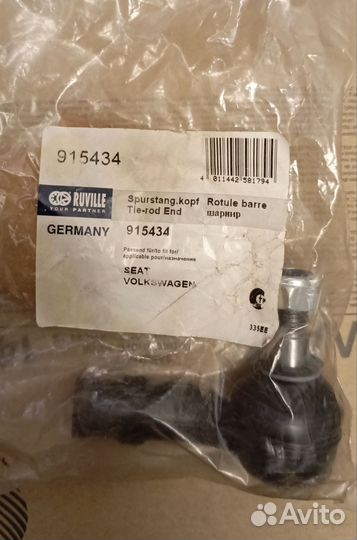 915434
4 011442 581794
RUVILLE
YOUR PARTNER
Spurstang.kopf Rotule barre
Tie-rod End шарнир
GERMANY 915434
Passend für/to fit for/
applicable pour/назначение
SEAT
VOLKSWAGEN
335EE
Avito